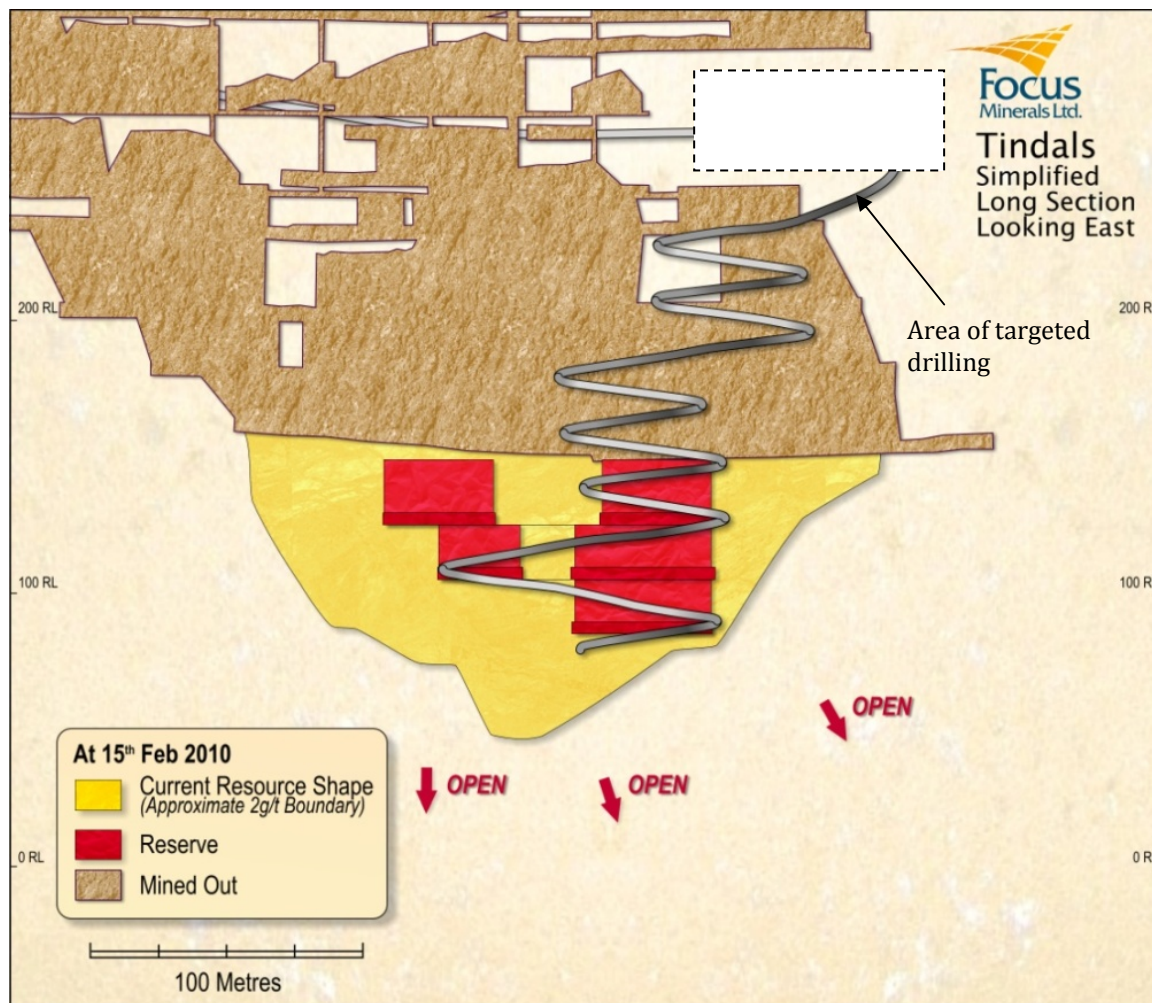 Focus
Minerals Ltd.
Tindals
Simplified
Long Section
Looking East
200 RL
200 R
Area of targeted
drilling
100 RL
100 R
OPEN
OPEN
OPEN
At 15th Feb 2010
Current Resource Shape
(Approximate 2g/t Boundary)
Reserve
Mined Out
0 RL
0 R
100 Metres